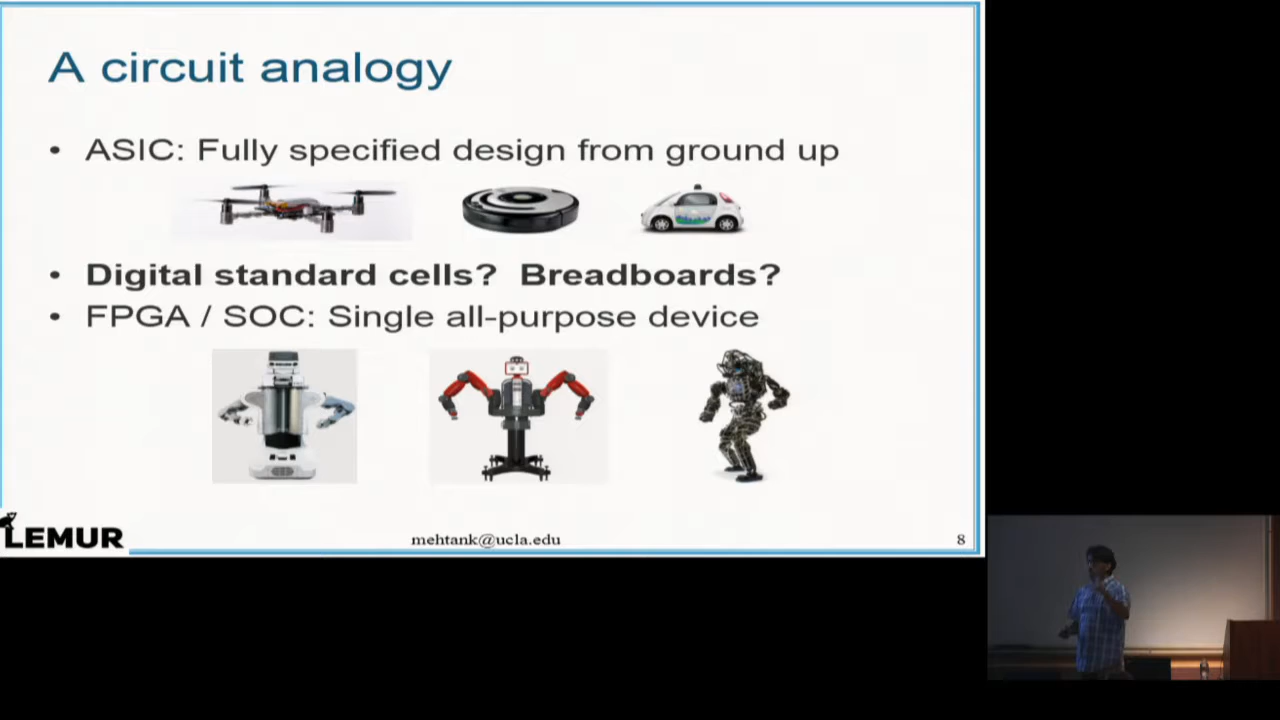 A circuit analogy
• ASIC: Fully specified design from ground up
• Digital standard cells? Breadboards?
• FPGA / SOC: Single all-purpose device
LEMUR
mehtank@ucla.edu
8